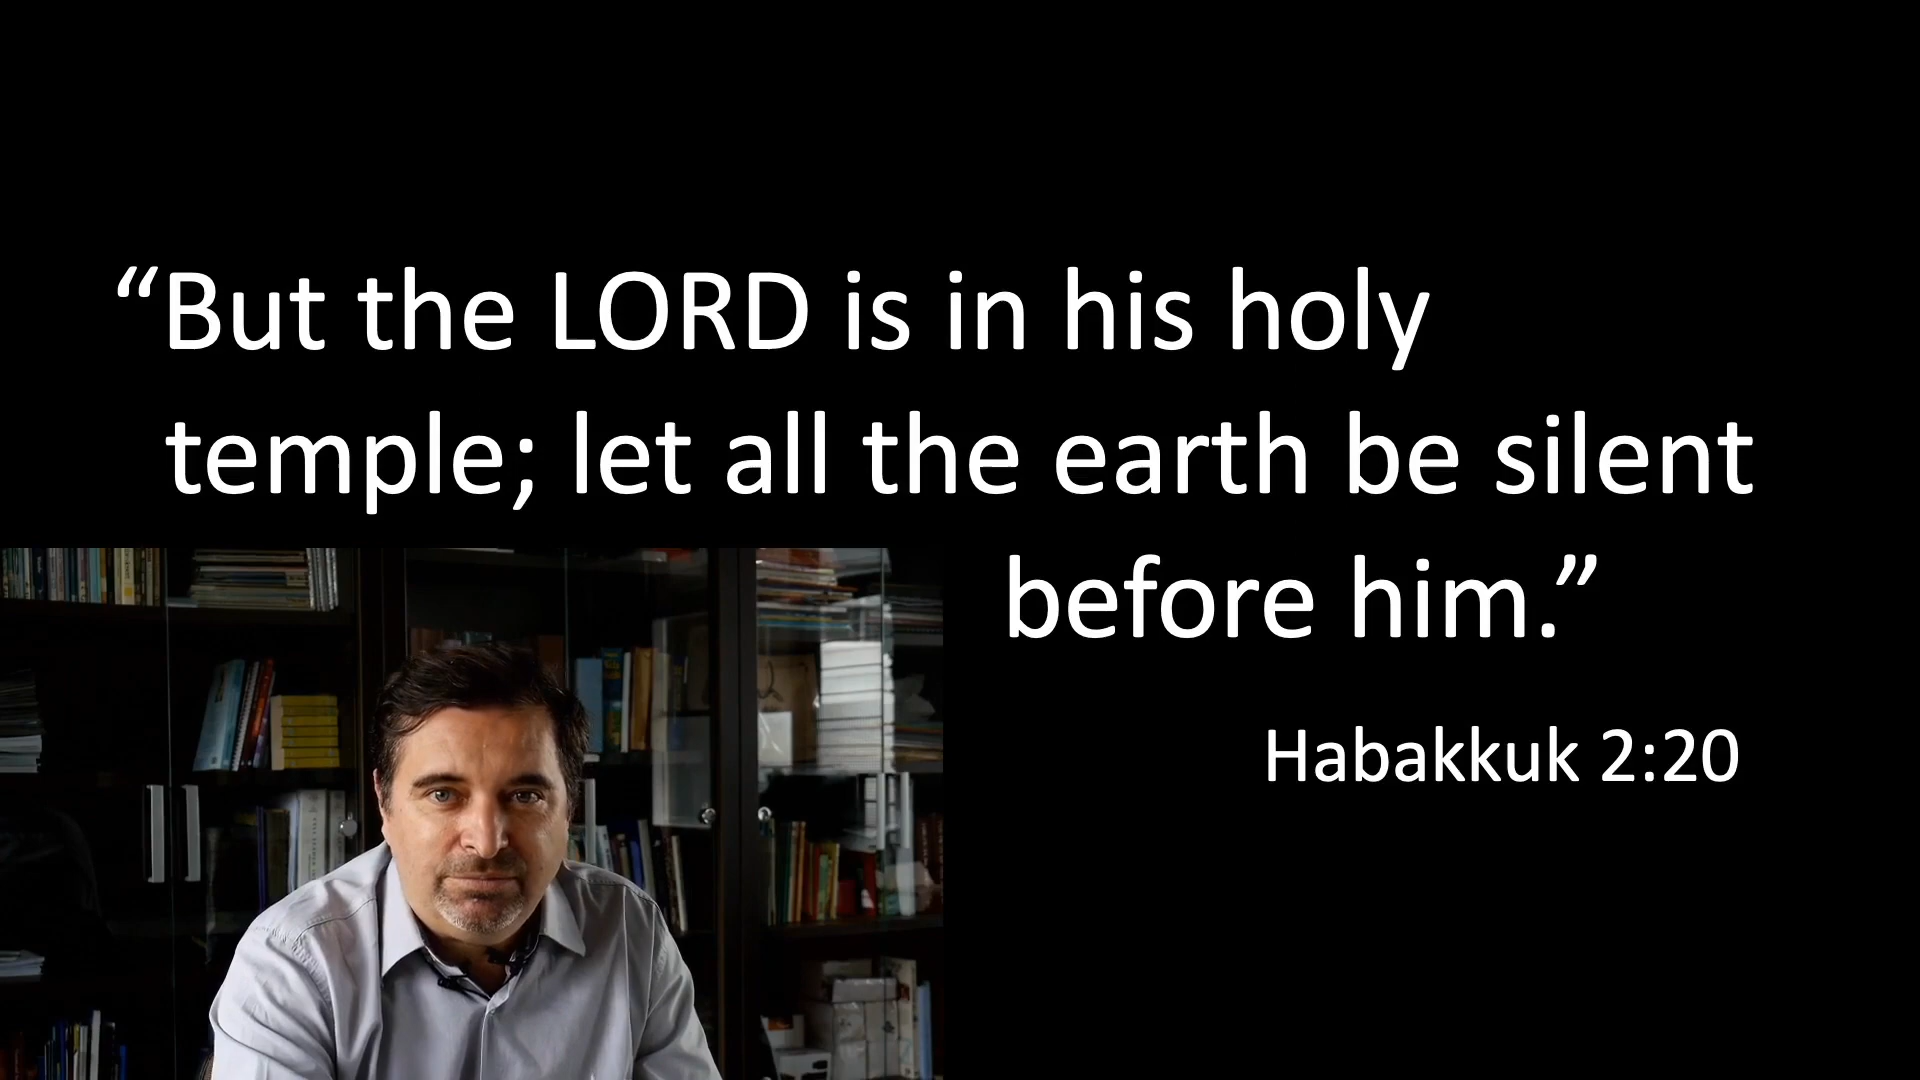 “But the LORD is in his holy
temple; let all the earth be silent
before him.”
Habakkuk 2:20